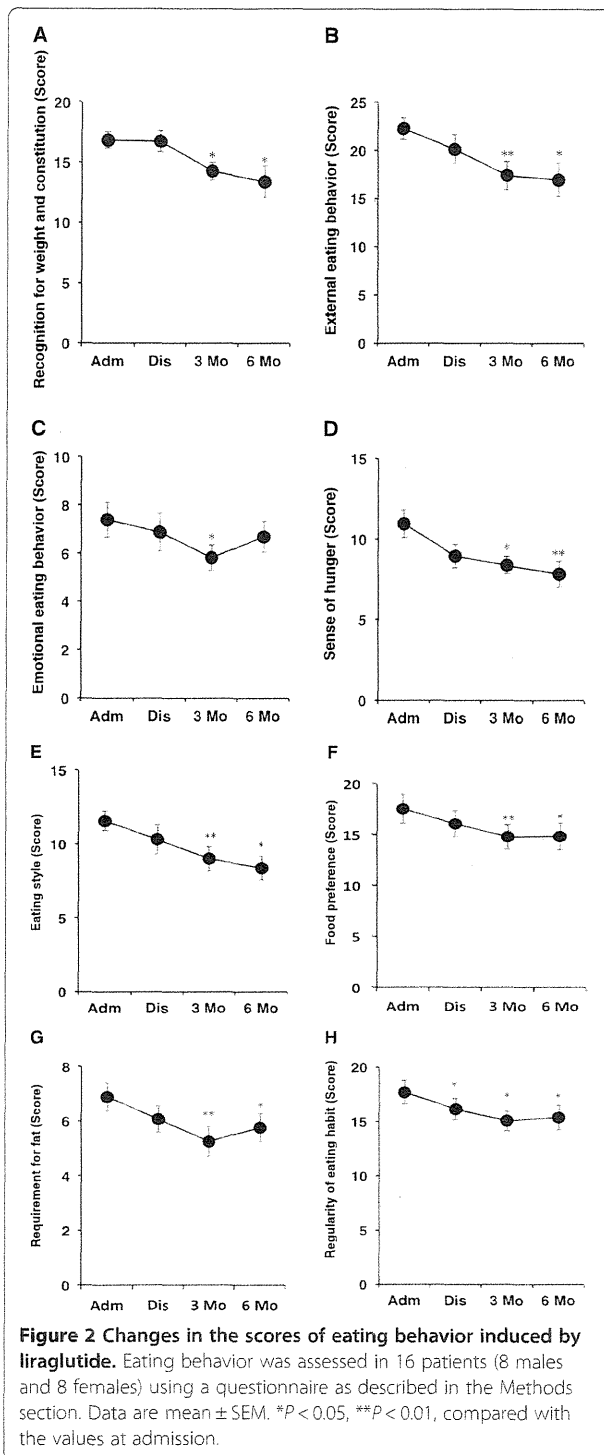 A
B
Recognition for weight and constitution (Score)
20
15
10
5
0
*
*
Adm Dis 3 Mo 6 Mo
External eating behavior (Score)
25
20
15
10
5
0
**
*
Adm Dis 3 Mo 6 Mo
C
D
Emotional eating behavior (Score)
10
8
6
4
2
0
*
Adm Dis 3 Mo 6 Mo
Sense of hunger (Score)
15
10
5
0
*
**
Adm Dis 3 Mo 6 Mo
E
F
Eating style (Score)
15
10
5
0
**
*
Adm Dis 3 Mo 6 Mo
Food preference (Score)
20
15
10
5
0
**
*
Adm Dis 3 Mo 6 Mo
G
H
Requirement for fat (Score)
8
6
4
2
0
**
*
Adm Dis 3 Mo 6 Mo
Regularity of eating habit (Score)
20
15
10
5
0
*
*
*
Adm Dis 3 Mo 6 Mo
Figure 2 Changes in the scores of eating behavior induced by
liraglutide. Eating behavior was assessed in 16 patients (8 males
and 8 females) using a questionnaire as described in the Methods
section. Data are mean ± SEM. *P < 0.05, **P < 0.01, compared with
the values at admission.